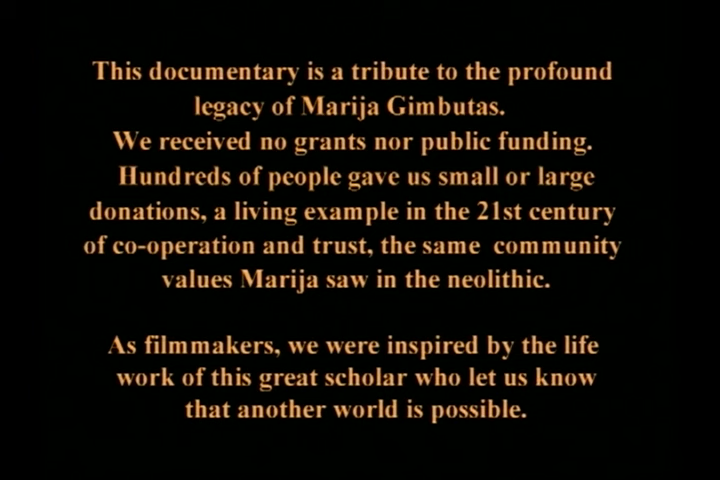 This documentary is a tribute to the profound
legacy of Marija Gimbutas.
We received no grants nor public funding.
Hundreds of people gave us small or large
donations, a living example in the 21st century
of co-operation and trust, the same  community
values Marija saw in the neolithic.
As filmmakers, we were inspired by the life
work of this great scholar who let us know
that another world is possible.